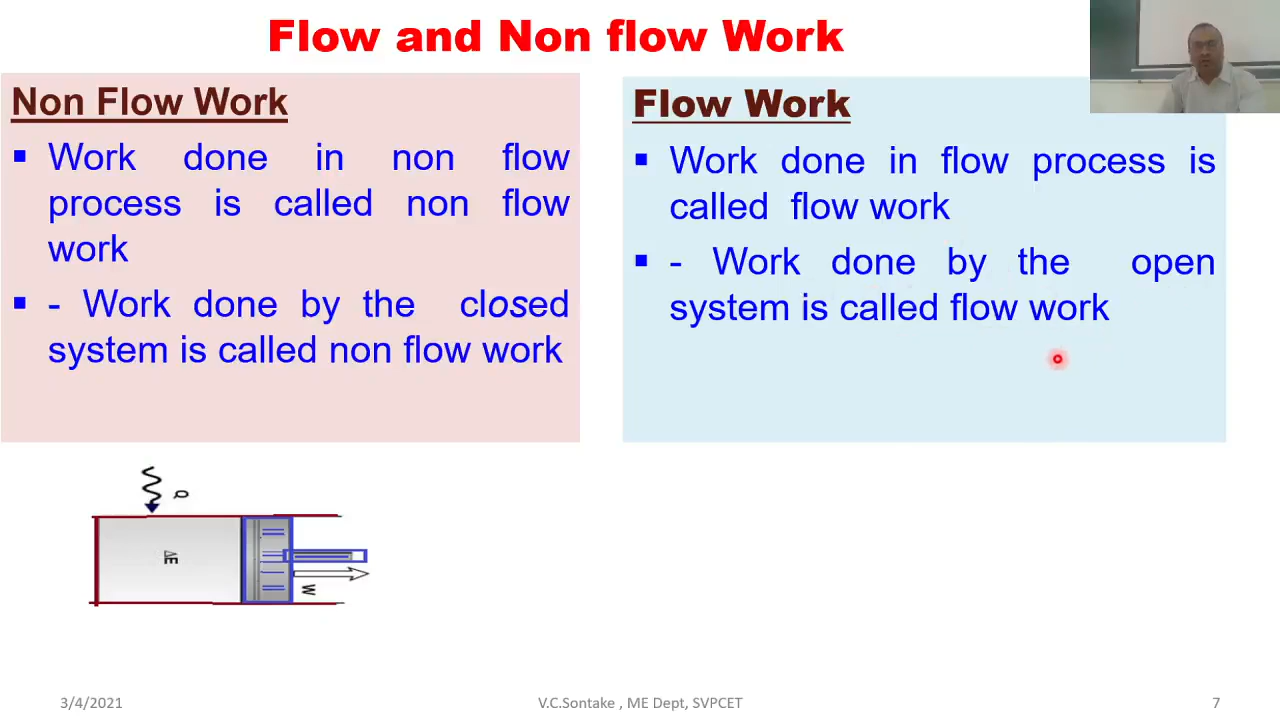 Flow and Non flow Work
Non Flow Work
▪ Work done in non flow
process is called non flow
work
▪ - Work done by the closed
system is called non flow work
Flow Work
▪ Work done in flow process is
called flow work
▪ - Work done by the open
system is called flow work
Q
ΔE
W
3/4/2021
V.C.Sontake , ME Dept, SVPCET
7